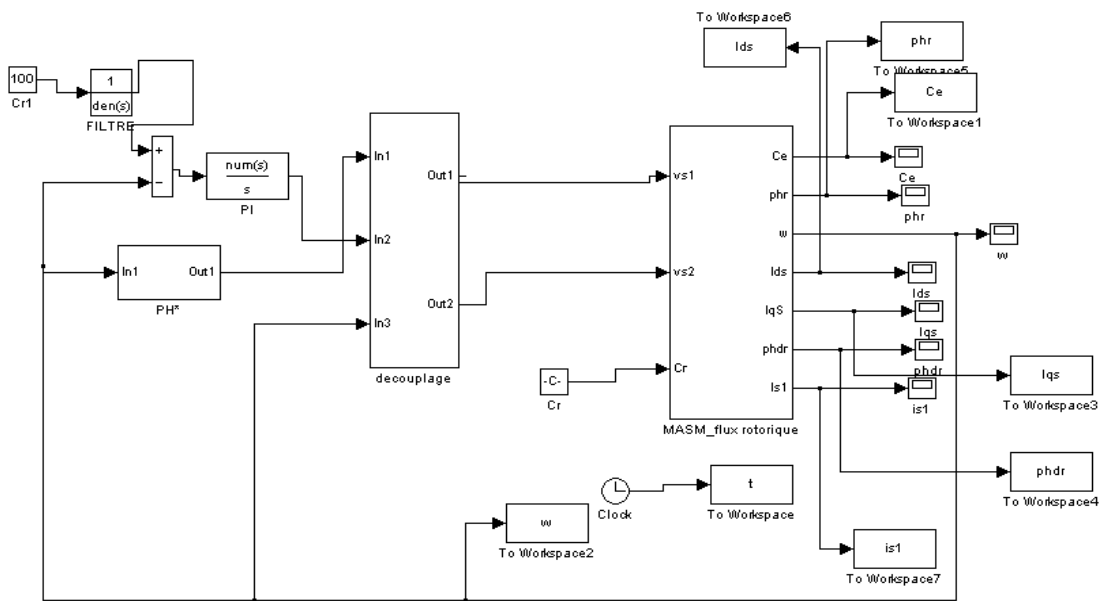 To Workspace6
Ids
phr
To Workspace5
Ce
To Workspace1
100
Cr1
1
den(s)
FILTRE
+
−
num(s)
s
PI
In1
Out1
PH*
In1
In2
In3
Out1
Out2
decouplage
-C-
Cr
vs1
vs2
Cr
Ce
phr
w
Ids
IqS
phdr
Is1
MASM_flux rotorique
Ce
phr
w
Ids
Iqs
phdr
is1
Iqs
To Workspace3
phdr
To Workspace4
Clock
t
To Workspace
w
To Workspace2
is1
To Workspace7